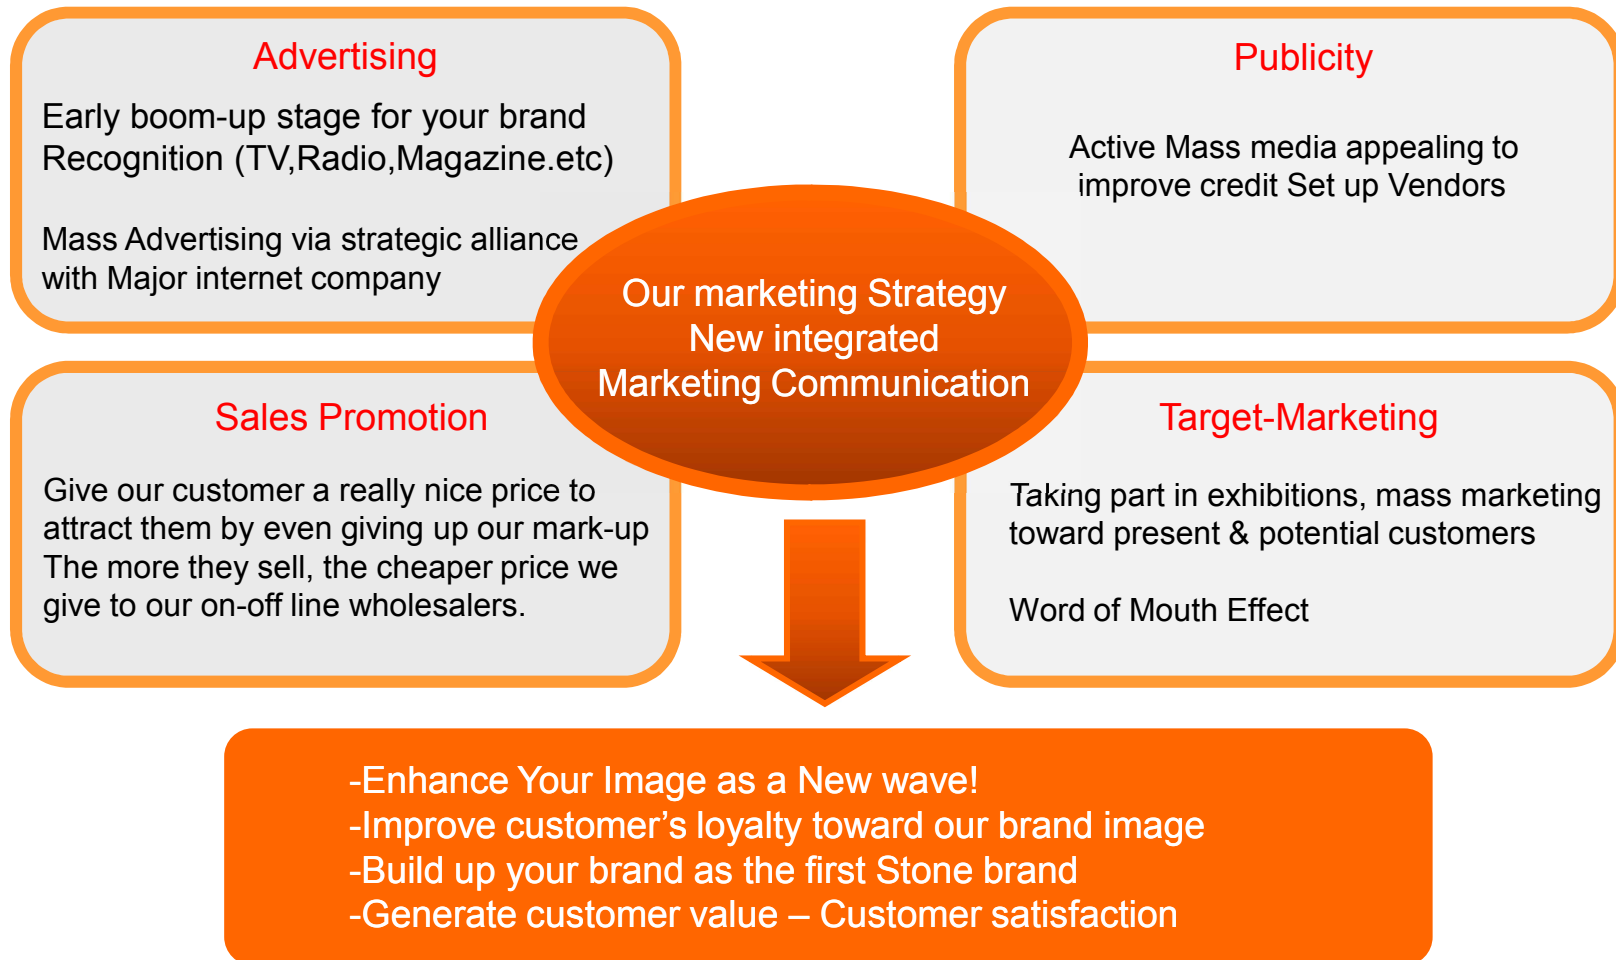 Advertising
Early boom-up stage for your brand
Recognition (TV,Radio,Magazine.etc)
Mass Advertising via strategic alliance
with Major internet company
Publicity
Active Mass media appealing to
improve credit Set up Vendors
Our marketing Strategy
New integrated
Marketing Communication
Sales Promotion
Give our customer a really nice price to
attract them by even giving up our mark-up
The more they sell, the cheaper price we
give to our on-off line wholesalers.
Target-Marketing
Taking part in exhibitions, mass marketing
toward present & potential customers
Word of Mouth Effect
-Enhance Your Image as a New wave!
-Improve customer’s loyalty toward our brand image
-Build up your brand as the first Stone brand
-Generate customer value – Customer satisfaction